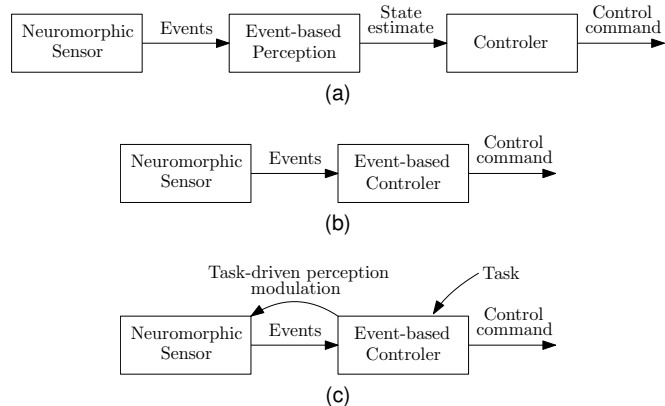 Neuromorphic
Sensor
Events
Event-based
Perception
State
estimate
Controler
Control
command
(a)
Neuromorphic
Sensor
Events
Event-based
Controler
Control
command
(b)
Task-driven perception
modulation
Task
Neuromorphic
Sensor
Events
Event-based
Controler
Control
command
(c)